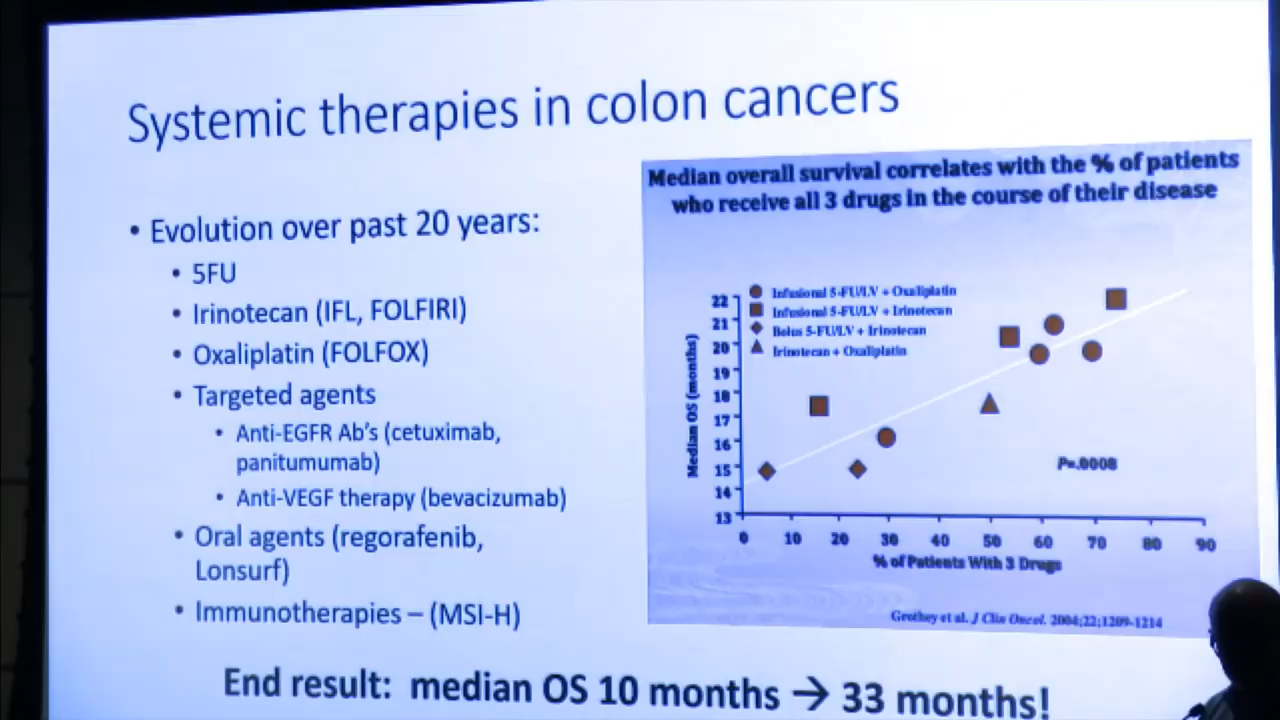 Systemic therapies in colon cancers
• Evolution over past 20 years:
• 5FU
• Irinotecan (IFL, FOLFIRI)
• Oxaliplatin (FOLFOX)
• Targeted agents
• Anti-EGFR Ab's (cetuximab,
panitumumab)
• Anti-VEGF therapy (bevacizumab)
• Oral agents (regorafenib,
Lonsurf)
• Immunotherapies – (MSI-H)
Median overall survival correlates with the % of patients
who receive all 3 drugs in the course of their disease
Infusional 5-FU/LV + Oxaliplatin
Infusional 5-FU/LV + Irinotecan
Bolus 5-FU/LV + Irinotecan
Irinotecan + Oxaliplatin
Median OS (months)
22
21
20
19
18
17
16
15
14
13
P=.0008
0 10 20 30 40 50 60 70 80 90
% of Patients With 3 Drugs
Grothey et al. J Clin Oncol. 2004;22;1209-1214
End result: median OS 10 months → 33 months!